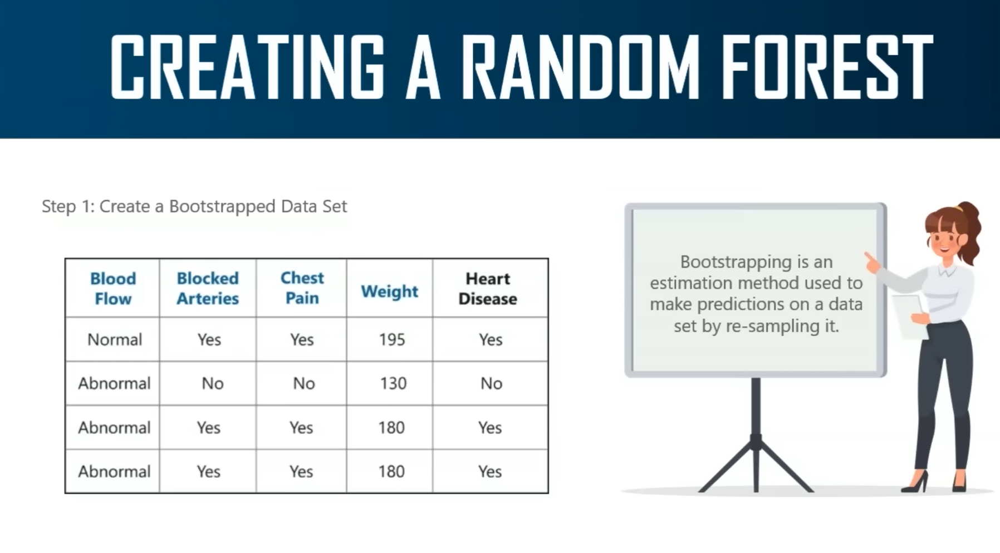 CREATING A RANDOM FOREST
Step 1: Create a Bootstrapped Data Set
Blood Flow Blocked Arteries Chest Pain Weight Heart Disease
Normal Yes Yes 195 Yes
Abnormal No No 130 No
Abnormal Yes Yes 180 Yes
Abnormal Yes Yes 180 Yes
Bootstrapping is an
estimation method used to
make predictions on a data
set by re-sampling it.